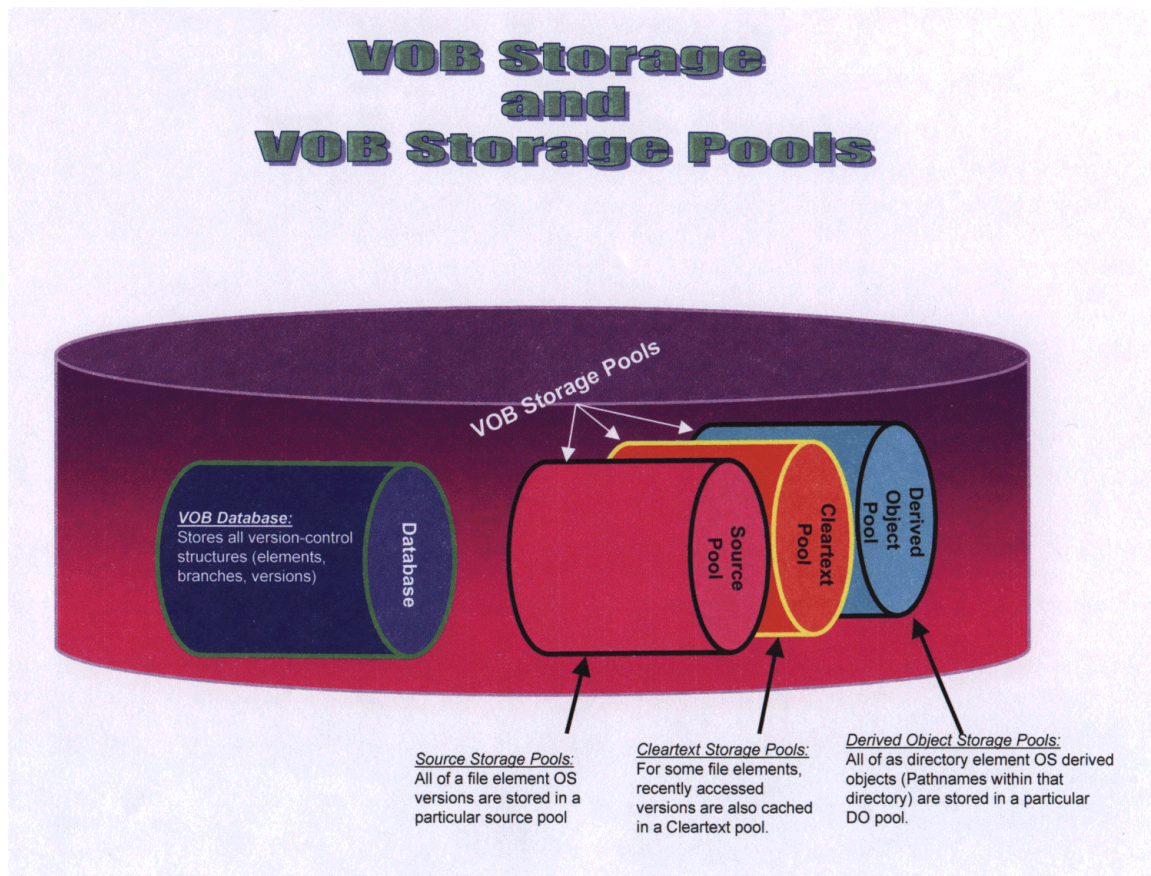 VOB Storage
and
VOB Storage Pools
VOB Storage Pools
VOB Database:
Stores all version-control
structures (elements,
branches, versions)
Database
Source
Pool
Cleartext
Pool
Derived
Object
Pool
Source Storage Pools:
All of a file element OS
versions are stored in a
particular source pool
Cleartext Storage Pools:
For some file elements,
recently accessed
versions are also cached
in a Cleartext pool.
Derived Object Storage Pools:
All of as directory element OS derived
objects (Pathnames within that
directory) are stored in a particular
DO pool.